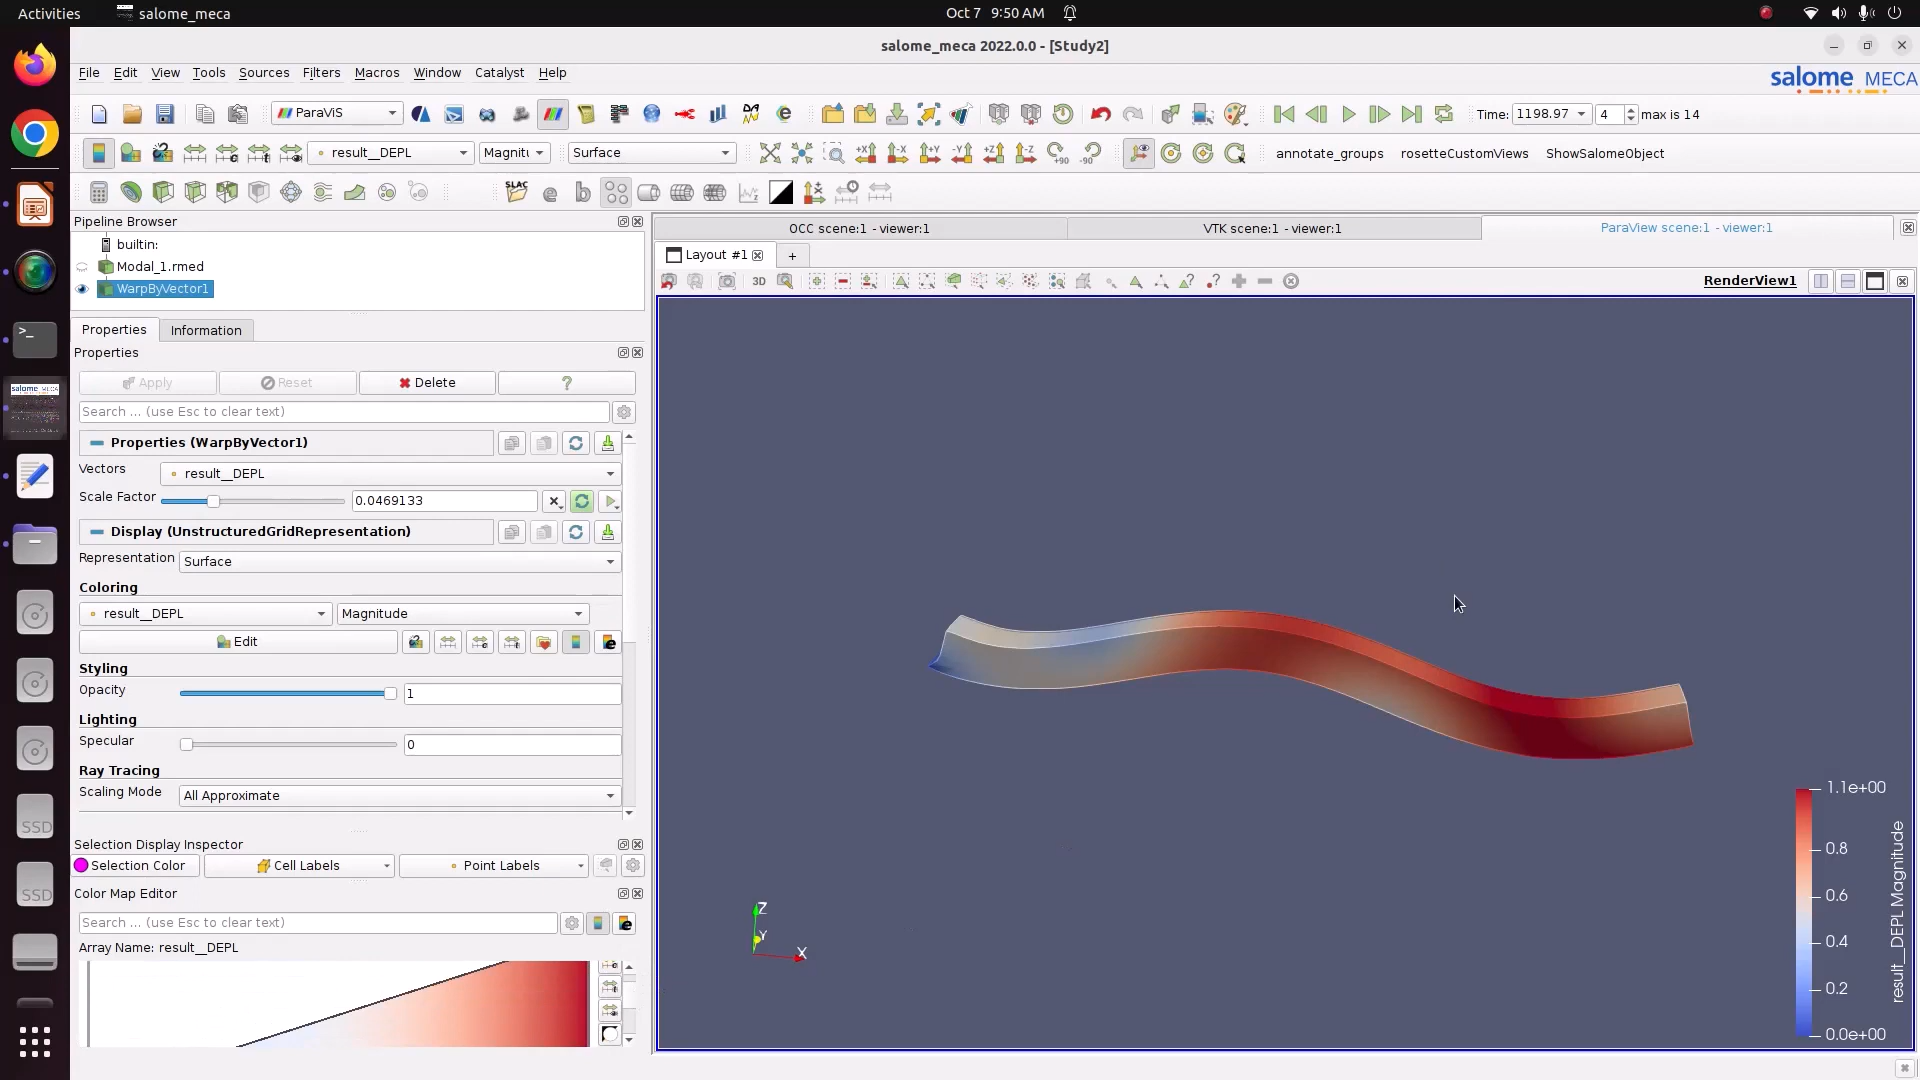 Activities salome_meca Oct 7 9:50 AM
salome_meca 2022.0.0 - [Study2]
File Edit View Tools Sources Filters Macros Window Catalyst Help
salome MECA
ParaViS Time: 1198.97 4 max is 14
result__DEPL Magnitu Surface annotate_groups rosetteCustomViews ShowSalomeObject
+X -X +Y -Y +Z -Z +90 -90
SLAC
Pipeline Browser
OCC scene:1 - viewer:1 VTK scene:1 - viewer:1 ParaView scene:1 - viewer:1
builtin:
Layout #1 +
Modal_1.rmed
3D RenderView1
WarpByVector1
Properties Information
Properties
Apply Reset Delete ?
Search ... (use Esc to clear text)
Properties (WarpByVector1)
Vectors result__DEPL
Scale Factor 0.0469133
Display (UnstructuredGridRepresentation)
Representation Surface
Coloring
result__DEPL Magnitude
Edit
Styling
Opacity 1
Lighting
Specular 0
Ray Tracing
Scaling Mode All Approximate
Selection Display Inspector
Selection Color Cell Labels Point Labels
Color Map Editor
Search ... (use Esc to clear text)
Array Name: result__DEPL
Z
Y
X
1.1e+00
0.8
0.6
0.4
0.2
0.0e+00
result__DEPL Magnitude
SSD
SSD